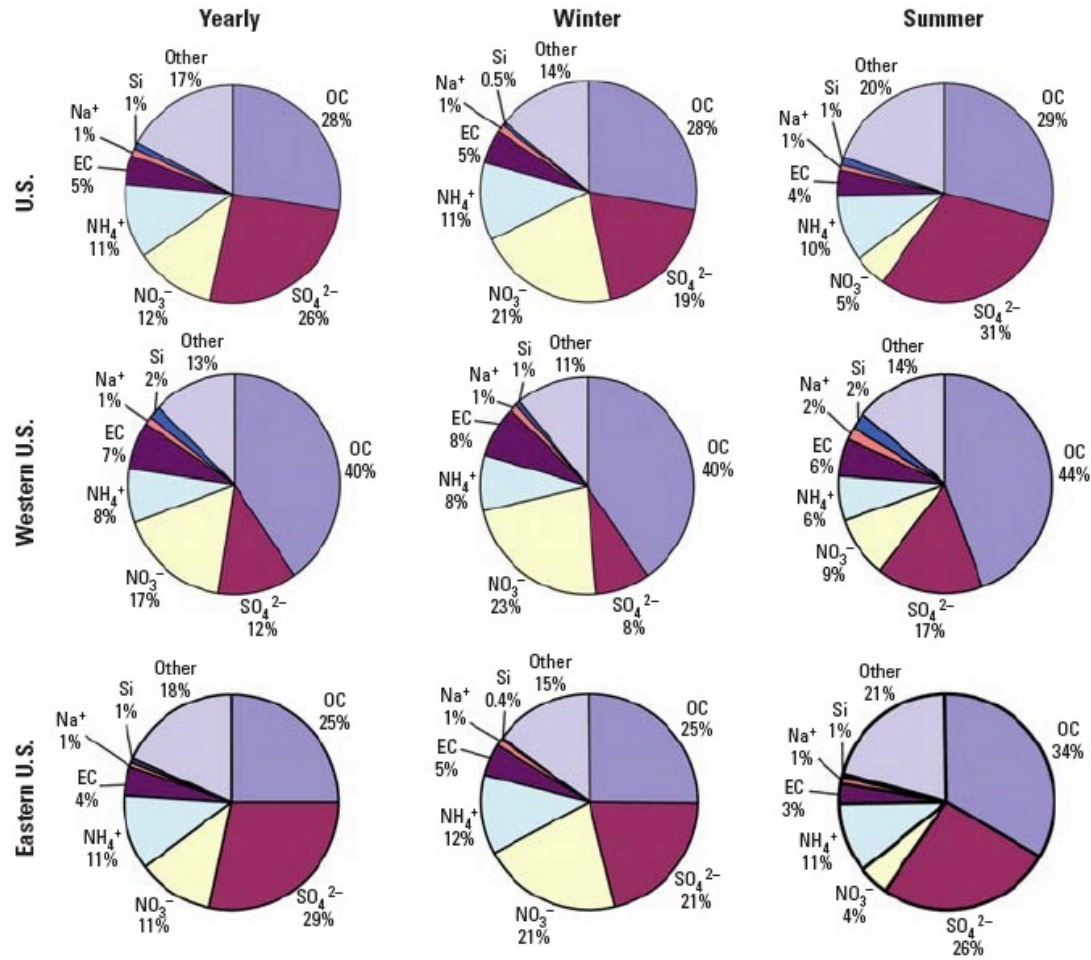 Yearly
Winter
Summer
U.S.
Other
17%
Si
1%
Na⁺
1%
EC
5%
NH₄⁺
11%
NO₃⁻
12%
SO₄²⁻
26%
OC
28%
Other
14%
Si
0.5%
Na⁺
1%
EC
5%
NH₄⁺
11%
NO₃⁻
21%
SO₄²⁻
19%
OC
28%
Other
20%
Si
1%
Na⁺
1%
EC
4%
NH₄⁺
10%
NO₃⁻
5%
SO₄²⁻
31%
OC
29%
Western U.S.
Other
13%
Si
2%
Na⁺
1%
EC
7%
NH₄⁺
8%
NO₃⁻
17%
SO₄²⁻
12%
OC
40%
Other
11%
Si
1%
Na⁺
1%
EC
8%
NH₄⁺
8%
NO₃⁻
23%
SO₄²⁻
8%
OC
40%
Other
14%
Si
2%
Na⁺
2%
EC
6%
NH₄⁺
6%
NO₃⁻
9%
SO₄²⁻
17%
OC
44%
Eastern U.S.
Other
18%
Si
1%
Na⁺
1%
EC
4%
NH₄⁺
11%
NO₃⁻
11%
SO₄²⁻
29%
OC
25%
Other
15%
Si
0.4%
Na⁺
1%
EC
5%
NH₄⁺
12%
NO₃⁻
21%
SO₄²⁻
21%
OC
25%
Other
21%
Si
1%
Na⁺
1%
EC
3%
NH₄⁺
11%
NO₃⁻
4%
SO₄²⁻
26%
OC
34%